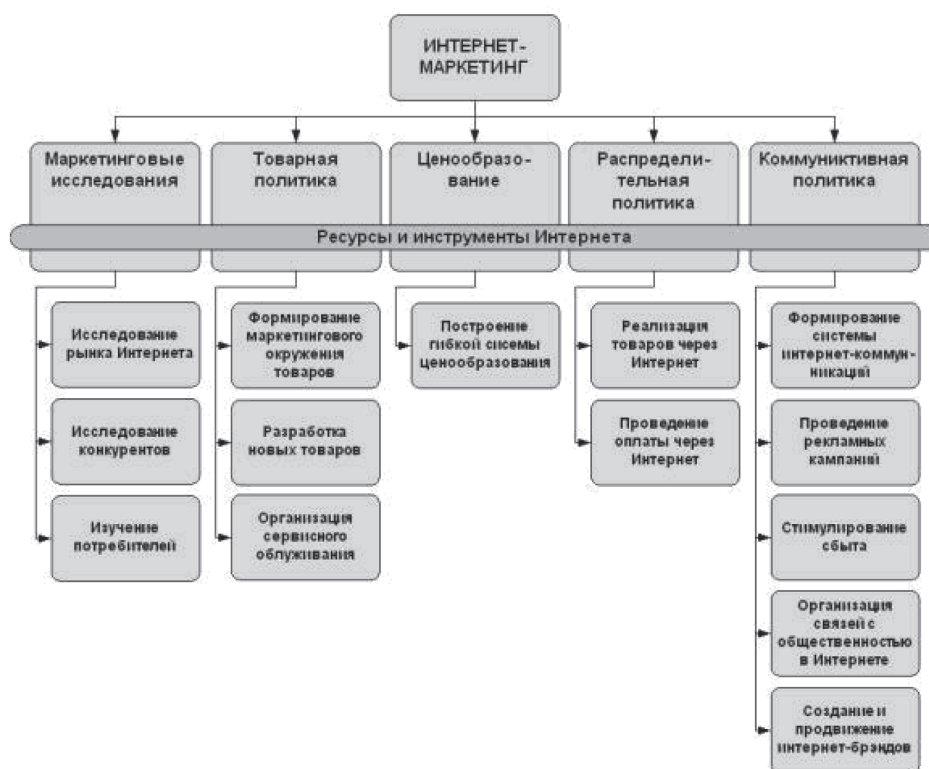 ИНТЕРНЕТ-
МАРКЕТИНГ
Маркетинговые
исследования
Товарная
политика
Ценообразо-
вание
Распредели-
тельная
политика
Коммуниктивная
политика
Ресурсы и инструменты Интернета
Исследование
рынка Интернета
Исследование
конкурентов
Изучение
потребителей
Формирование
маркетингового
окружения
товаров
Разработка
новых товаров
Организация
сервисного
облуживания
Построение
гибкой сисемы
ценообразования
Реализация
товаров через
Интернет
Проведение
оплаты через
Интернет
Формирование
системы
интернет-коммун-
никаций
Проведение
рекламных
кампаний
Стимулирование
сбыта
Организация
связей с
общественностью
в Интернете
Создание и
продвижение
интернет-брэндов